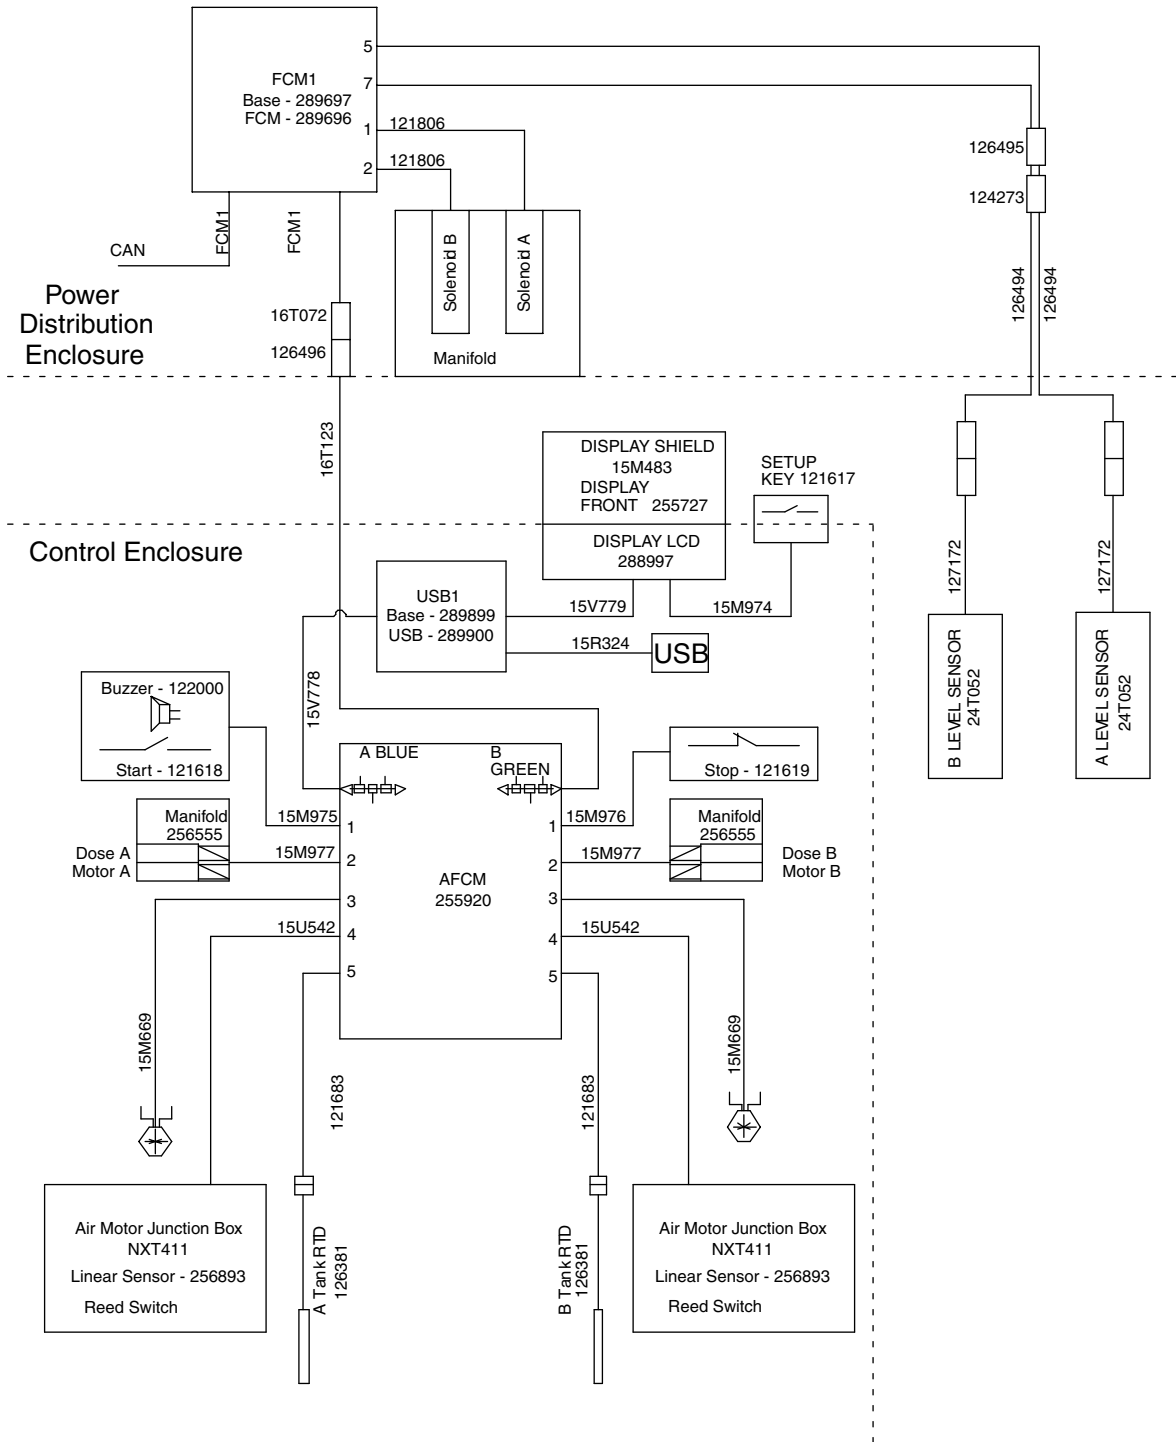 5
FCM1
Base - 289697
FCM - 289696
7
1
121806
2
121806
126495
124273
FCM1
FCM1
CAN
Solenoid B
Solenoid A
Manifold
Power
Distribution
Enclosure
16T072
126496
126494
126494
16T123
DISPLAY SHIELD
15M483
DISPLAY
FRONT 255727
SETUP
KEY 121617
Control Enclosure
DISPLAY LCD
288997
USB1
Base - 289899
USB - 289900
15V779
15M974
15R324
USB
127172
127172
B LEVEL SENSOR
24T052
A LEVEL SENSOR
24T052
Buzzer - 122000
Start - 121618
15V778
A BLUE
B
GREEN
Stop - 121619
15M975
1
1
15M976
Manifold
256555
Dose A
Motor A
15M977
2
2
15M977
Manifold
256555
Dose B
Motor B
AFCM
255920
3
3
15U542
4
4
15U542
5
5
15M669
15M669
121683
121683
Air Motor Junction Box
NXT411
Linear Sensor - 256893
Reed Switch
A Tank RTD
126381
B Tank RTD
126381
Air Motor Junction Box
NXT411
Linear Sensor - 256893
Reed Switch